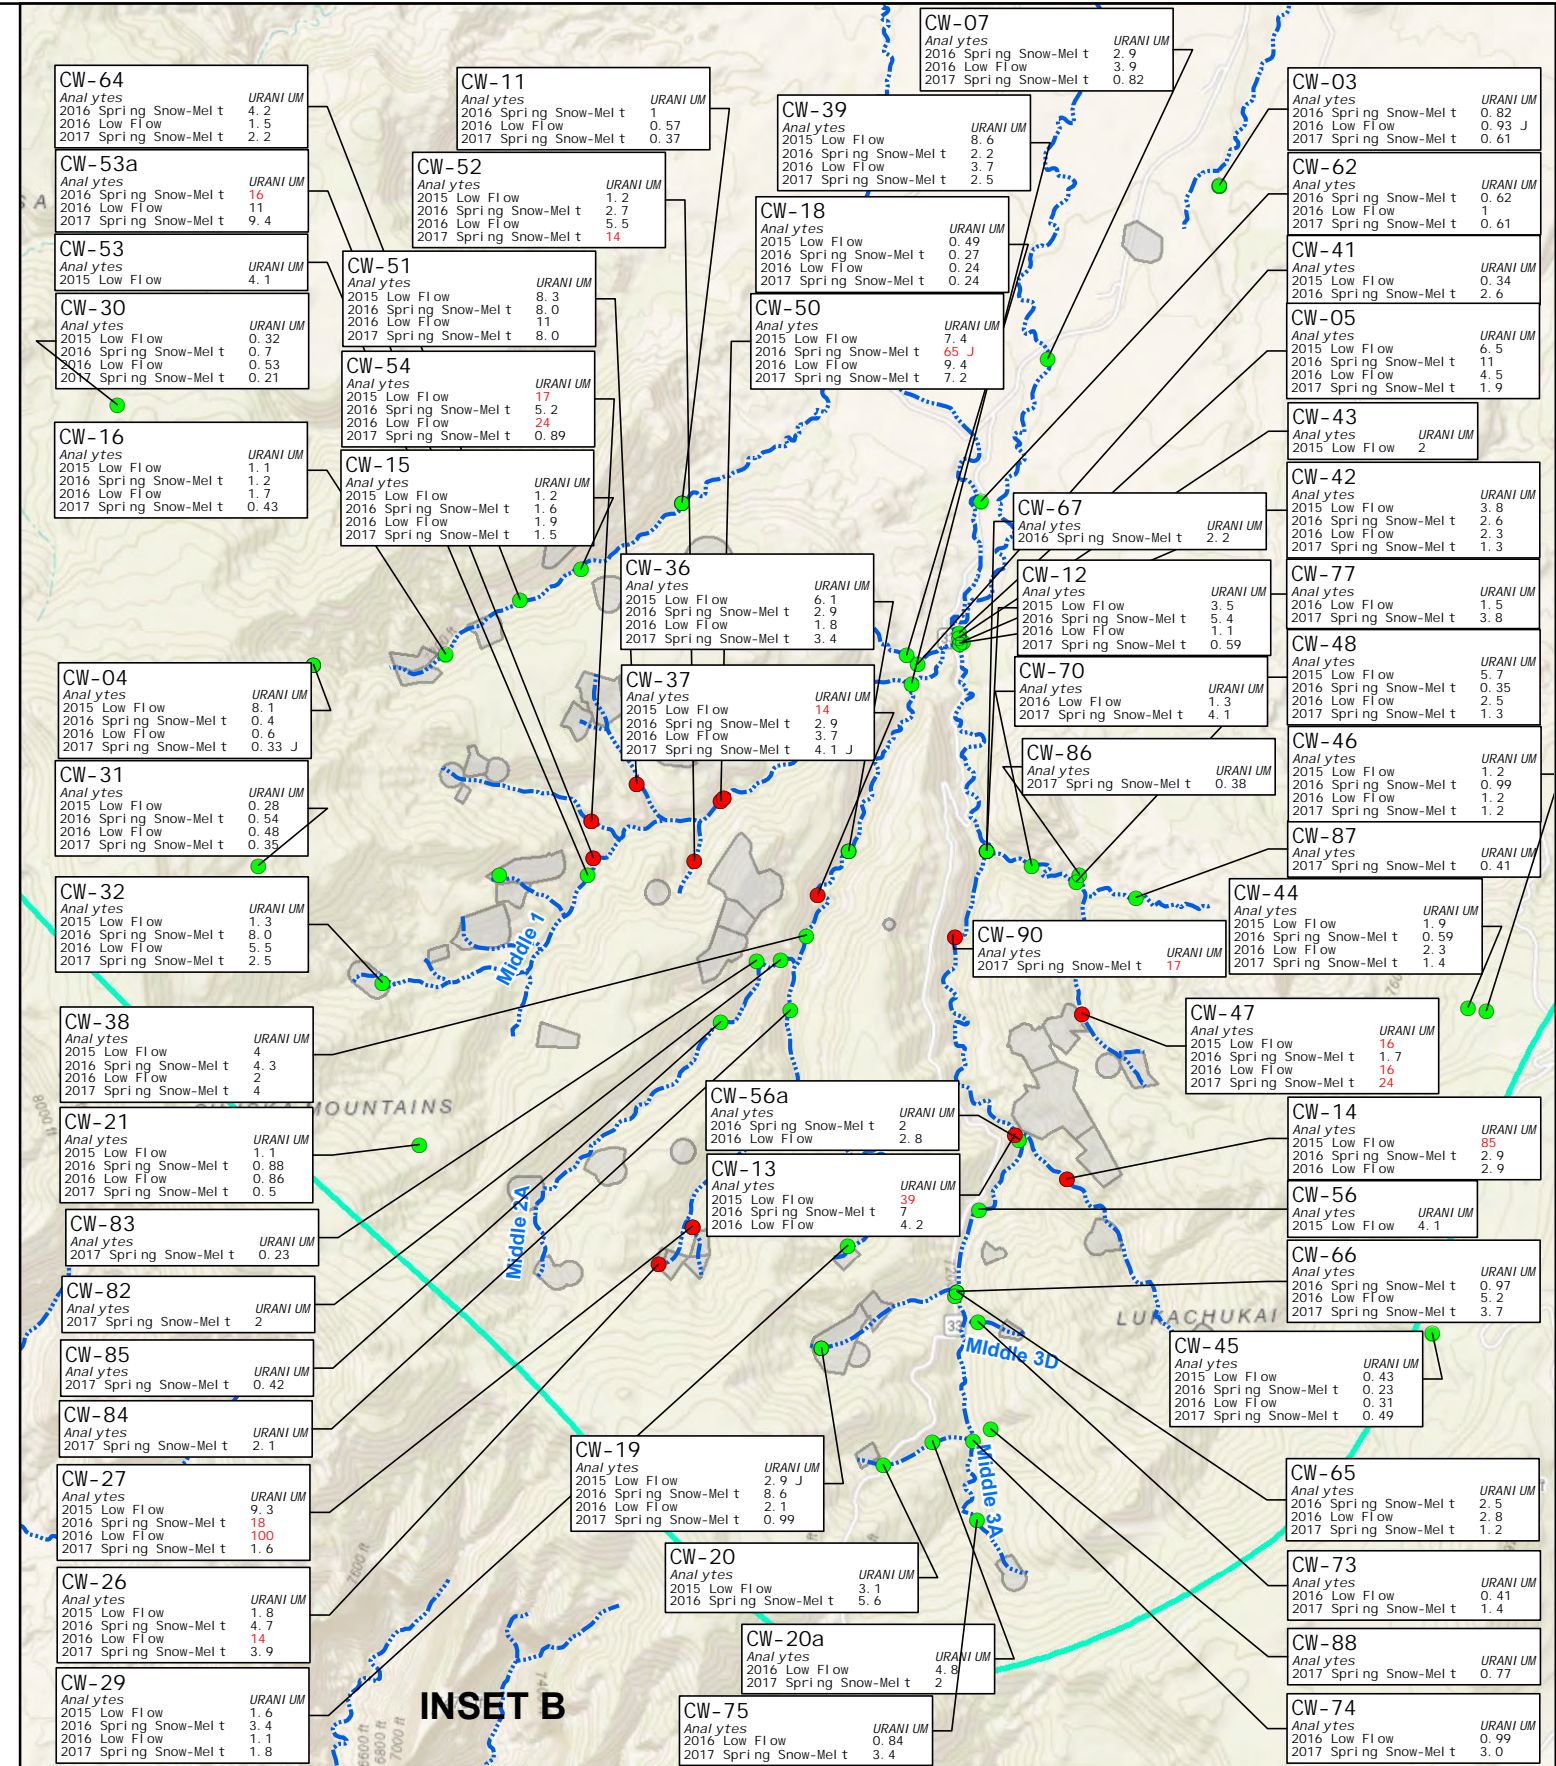 CW-07
Analytes URANIUM
2016 Spring Snow-Melt 2.9
2016 Low Flow 3.9
2017 Spring Snow-Melt 0.82
CW-64
Analytes URANIUM
2016 Spring Snow-Melt 4.2
2016 Low Flow 1.5
2017 Spring Snow-Melt 2.2
CW-11
Analytes URANIUM
2016 Spring Snow-Melt 1
2016 Low Flow 0.57
2017 Spring Snow-Melt 0.37
CW-39
Analytes URANIUM
2015 Low Flow 8.6
2016 Spring Snow-Melt 2.2
2016 Low Flow 3.7
2017 Spring Snow-Melt 2.5
CW-03
Analytes URANIUM
2016 Spring Snow-Melt 0.82
2016 Low Flow 0.93 J
2017 Spring Snow-Melt 0.61
CW-53a
Analytes URANIUM
2016 Spring Snow-Melt 16
2016 Low Flow 11
2017 Spring Snow-Melt 9.4
CW-52
Analytes URANIUM
2015 Low Flow 1.2
2016 Spring Snow-Melt 2.7
2016 Low Flow 5.5
2017 Spring Snow-Melt 14
CW-62
Analytes URANIUM
2016 Spring Snow-Melt 0.62
2016 Low Flow 1
2017 Spring Snow-Melt 0.61
CW-18
Analytes URANIUM
2015 Low Flow 0.49
2016 Spring Snow-Melt 0.27
2016 Low Flow 0.24
2017 Spring Snow-Melt 0.24
CW-53
Analytes URANIUM
2015 Low Flow 4.1
CW-51
Analytes URANIUM
2015 Low Flow 8.3
2016 Spring Snow-Melt 8.0
2016 Low Flow 11
2017 Spring Snow-Melt 8.0
CW-41
Analytes URANIUM
2015 Low Flow 0.34
2016 Spring Snow-Melt 2.6
CW-30
Analytes URANIUM
2015 Low Flow 0.32
2016 Spring Snow-Melt 0.7
2016 Low Flow 0.53
2017 Spring Snow-Melt 0.21
CW-50
Analytes URANIUM
2015 Low Flow 7.4
2016 Spring Snow-Melt 65 J
2016 Low Flow 9.4
2017 Spring Snow-Melt 7.2
CW-05
Analytes URANIUM
2015 Low Flow 6.5
2016 Spring Snow-Melt 11
2016 Low Flow 4.5
2017 Spring Snow-Melt 1.9
CW-54
Analytes URANIUM
2015 Low Flow 17
2016 Spring Snow-Melt 5.2
2016 Low Flow 24
2017 Spring Snow-Melt 0.89
CW-43
Analytes URANIUM
2015 Low Flow 2
CW-16
Analytes URANIUM
2015 Low Flow 1.1
2016 Spring Snow-Melt 1.2
2016 Low Flow 1.7
2017 Spring Snow-Melt 0.43
CW-15
Analytes URANIUM
2015 Low Flow 1.2
2016 Spring Snow-Melt 1.6
2016 Low Flow 1.9
2017 Spring Snow-Melt 1.5
CW-42
Analytes URANIUM
2015 Low Flow 3.8
2016 Spring Snow-Melt 2.6
2016 Low Flow 2.3
2017 Spring Snow-Melt 1.3
CW-67
Analytes URANIUM
2016 Spring Snow-Melt 2.2
CW-36
Analytes URANIUM
2015 Low Flow 6.1
2016 Spring Snow-Melt 2.9
2016 Low Flow 1.8
2017 Spring Snow-Melt 3.4
CW-12
Analytes URANIUM
2015 Low Flow 3.5
2016 Spring Snow-Melt 5.4
2016 Low Flow 1.1
2017 Spring Snow-Melt 0.59
CW-77
Analytes URANIUM
2016 Low Flow 1.5
2017 Spring Snow-Melt 3.8
CW-48
Analytes URANIUM
2015 Low Flow 5.7
2016 Spring Snow-Melt 0.35
2016 Low Flow 2.5
2017 Spring Snow-Melt 1.3
CW-04
Analytes URANIUM
2015 Low Flow 8.1
2016 Spring Snow-Melt 0.4
2016 Low Flow 0.6
2017 Spring Snow-Melt 0.33 J
CW-37
Analytes URANIUM
2015 Low Flow 14
2016 Spring Snow-Melt 2.9
2016 Low Flow 3.7
2017 Spring Snow-Melt 4.1 J
CW-70
Analytes URANIUM
2016 Low Flow 1.3
2017 Spring Snow-Melt 4.1
CW-86
Analytes URANIUM
2017 Spring Snow-Melt 0.38
CW-46
Analytes URANIUM
2015 Low Flow 1.2
2016 Spring Snow-Melt 0.99
2016 Low Flow 1.2
2017 Spring Snow-Melt 1.2
CW-31
Analytes URANIUM
2015 Low Flow 0.28
2016 Spring Snow-Melt 0.54
2016 Low Flow 0.48
2017 Spring Snow-Melt 0.35
CW-87
Analytes URANIUM
2017 Spring Snow-Melt 0.41
CW-32
Analytes URANIUM
2015 Low Flow 1.3
2016 Spring Snow-Melt 8.0
2016 Low Flow 5.5
2017 Spring Snow-Melt 2.5
CW-44
Analytes URANIUM
2015 Low Flow 1.9
2016 Spring Snow-Melt 0.59
2016 Low Flow 2.3
2017 Spring Snow-Melt 1.4
Middle 1
CW-90
Analytes URANIUM
2017 Spring Snow-Melt 17
CW-38
Analytes URANIUM
2015 Low Flow 4
2016 Spring Snow-Melt 4.3
2016 Low Flow 2
2017 Spring Snow-Melt 4
CW-47
Analytes URANIUM
2015 Low Flow 16
2016 Spring Snow-Melt 1.7
2016 Low Flow 16
2017 Spring Snow-Melt 24
8000 ft
MOUNTAINS
CW-56a
Analytes URANIUM
2016 Spring Snow-Melt 2
2016 Low Flow 2.8
CW-21
Analytes URANIUM
2015 Low Flow 1.1
2016 Spring Snow-Melt 0.88
2016 Low Flow 0.86
2017 Spring Snow-Melt 0.5
CW-14
Analytes URANIUM
2015 Low Flow 85
2016 Spring Snow-Melt 2.9
2016 Low Flow 2.9
CW-13
Analytes URANIUM
2015 Low Flow 39
2016 Spring Snow-Melt 7
2016 Low Flow 4.2
CW-56
Analytes URANIUM
2015 Low Flow 4.1
Middle 2A
CW-83
Analytes URANIUM
2017 Spring Snow-Melt 0.23
CW-66
Analytes URANIUM
2016 Spring Snow-Melt 0.97
2016 Low Flow 5.2
2017 Spring Snow-Melt 3.7
CW-82
Analytes URANIUM
2017 Spring Snow-Melt 2
LUKACHUKAI
33
MIddle 3D
CW-45
Analytes URANIUM
2015 Low Flow 0.43
2016 Spring Snow-Melt 0.23
2016 Low Flow 0.31
2017 Spring Snow-Melt 0.49
CW-85
Analytes URANIUM
2017 Spring Snow-Melt 0.42
CW-84
Analytes URANIUM
2017 Spring Snow-Melt 2.1
CW-19
Analytes URANIUM
2015 Low Flow 2.9 J
2016 Spring Snow-Melt 8.6
2016 Low Flow 2.1
2017 Spring Snow-Melt 0.99
Middle 3A
CW-27
Analytes URANIUM
2015 Low Flow 9.3
2016 Spring Snow-Melt 18
2016 Low Flow 100
2017 Spring Snow-Melt 1.6
CW-65
Analytes URANIUM
2016 Spring Snow-Melt 2.5
2016 Low Flow 2.8
2017 Spring Snow-Melt 1.2
7600 ft
CW-20
Analytes URANIUM
2015 Low Flow 3.1
2016 Spring Snow-Melt 5.6
CW-73
Analytes URANIUM
2016 Low Flow 0.41
2017 Spring Snow-Melt 1.4
CW-26
Analytes URANIUM
2015 Low Flow 1.8
2016 Spring Snow-Melt 4.7
2016 Low Flow 14
2017 Spring Snow-Melt 3.9
CW-20a
Analytes URANIUM
2016 Low Flow 4.8
2017 Spring Snow-Melt 2
CW-88
Analytes URANIUM
2017 Spring Snow-Melt 0.77
CW-29
Analytes URANIUM
2015 Low Flow 1.6
2016 Spring Snow-Melt 3.4
2016 Low Flow 1.1
2017 Spring Snow-Melt 1.8
INSET B
6600 ft
6800 ft
7000 ft
CW-75
Analytes URANIUM
2016 Low Flow 0.84
2017 Spring Snow-Melt 3.4
CW-74
Analytes URANIUM
2016 Low Flow 0.99
2017 Spring Snow-Melt 3.0